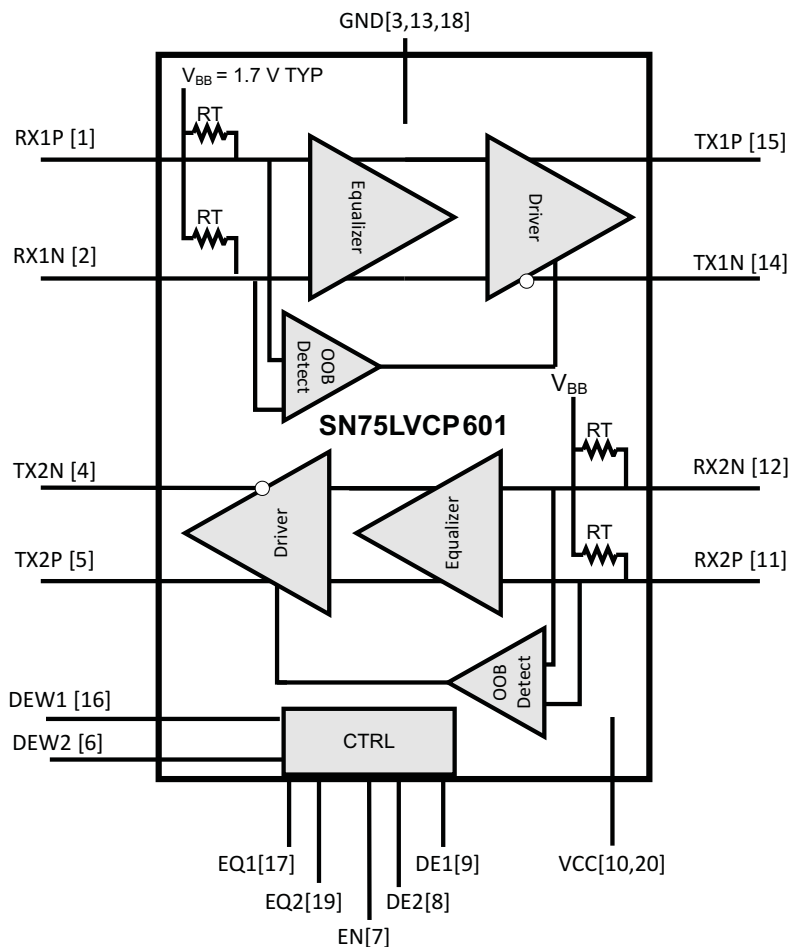 GND[3,13,18]
VBB = 1.7 V TYP
RT
RX1P [1]
TX1P [15]
Equalizer
Driver
RT
RX1N [2]
TX1N [14]
OOB
Detect
VBB
SN75LVCP601
RT
TX2N [4]
RX2N [12]
Driver
Equalizer
RT
TX2P [5]
RX2P [11]
OOB
Detect
DEW1 [16]
CTRL
DEW2 [6]
EQ1[17]
DE1[9]
VCC[10,20]
EQ2[19]
DE2[8]
EN[7]